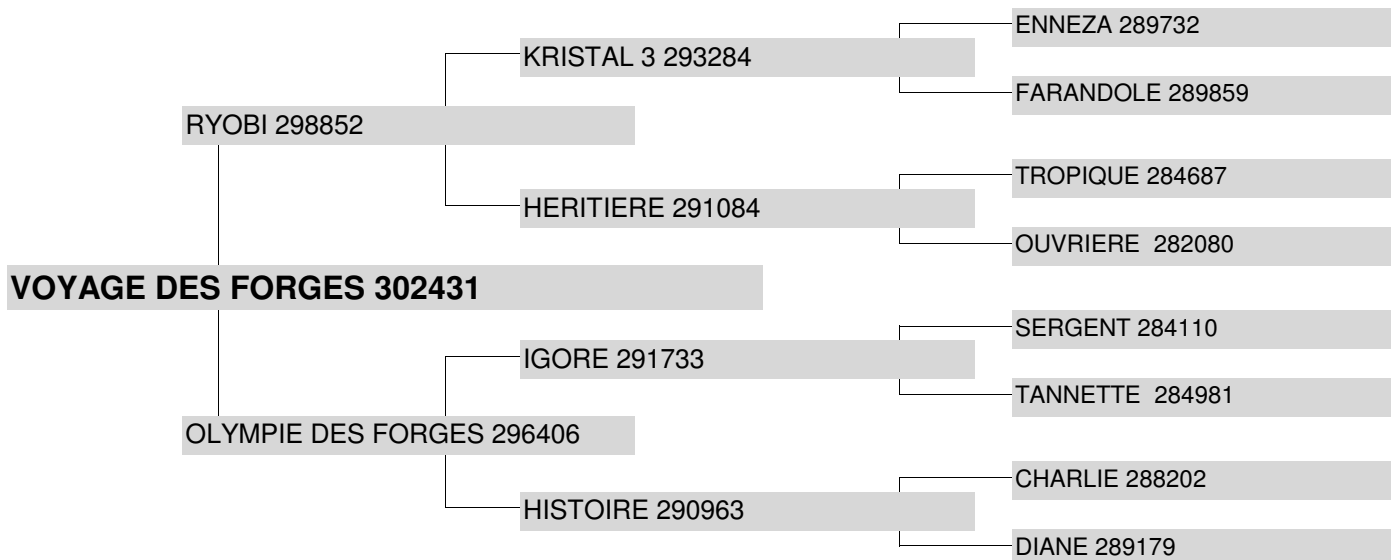 ENNEZA 289732
KRISTAL 3 293284
FARANDOLE 289859
RYOBI 298852
TROPIQUE 284687
HERITIERE 291084
OUVRIERE 282080
VOYAGE DES FORGES 302431
SERGENT 284110
IGORE 291733
TANNETTE 284981
OLYMPIE DES FORGES 296406
CHARLIE 288202
HISTOIRE 290963
DIANE 289179